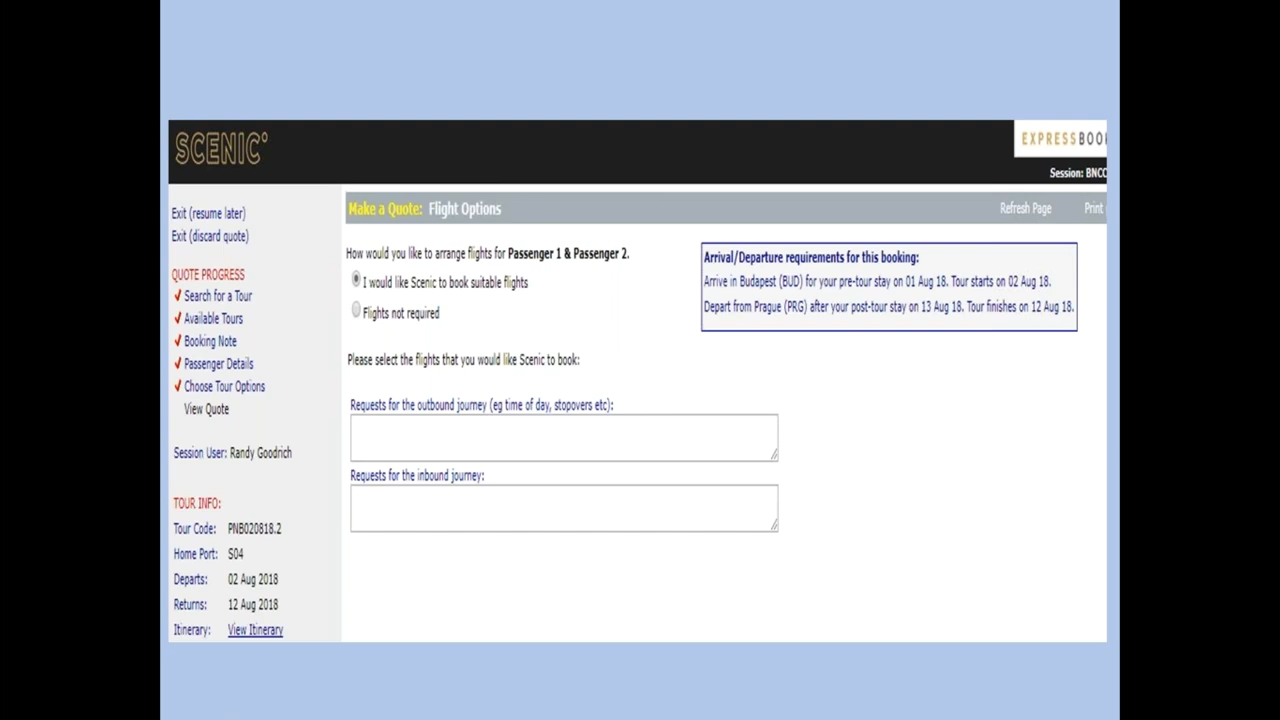 SCENIC°
EXPRESSBOO
Session: BNCC
Exit (resume later)
Exit (discard quote)
QUOTE PROGRESS
Search for a Tour
Available Tours
Booking Note
Passenger Details
Choose Tour Options
View Quote
Session User: Randy Goodrich
TOUR INFO:
Tour Code: PNB020818.2
Home Port: S04
Departs: 02 Aug 2018
Returns: 12 Aug 2018
Itinerary: View Itinerary
Make a Quote: Flight Options
Refresh Page
Print
How would you like to arrange flights for Passenger 1 & Passenger 2.
I would like Scenic to book suitable flights
Flights not required
Arrival/Departure requirements for this booking:
Arrive in Budapest (BUD) for your pre-tour stay on 01 Aug 18. Tour starts on 02 Aug 18.
Depart from Prague (PRG) after your post-tour stay on 13 Aug 18. Tour finishes on 12 Aug 18.
Please select the flights that you would like Scenic to book:
Requests for the outbound journey (eg time of day, stopovers etc):
Requests for the inbound journey: